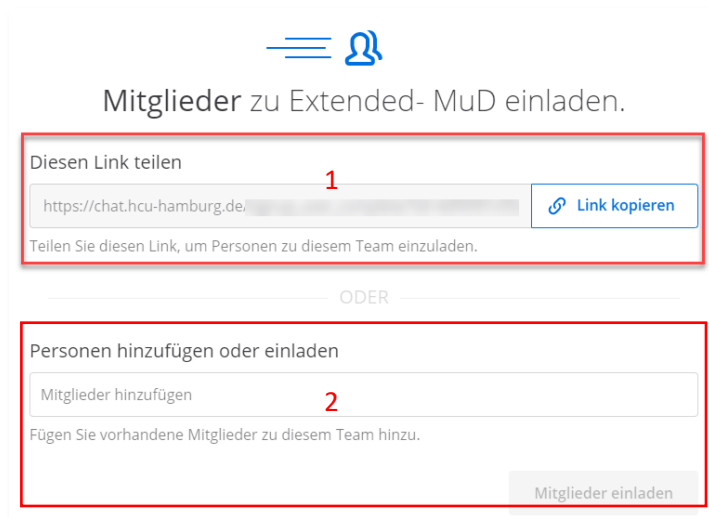 Mitglieder zu Extended- MuD einladen.
Diesen Link teilen
1
https://chat.hcu-hamburg.de/
Link kopieren
Teilen Sie diesen Link, um Personen zu diesem Team einzuladen.
ODER
Personen hinzufügen oder einladen
Mitglieder hinzufügen
2
Fügen Sie vorhandene Mitglieder zu diesem Team hinzu.
Mitglieder einladen